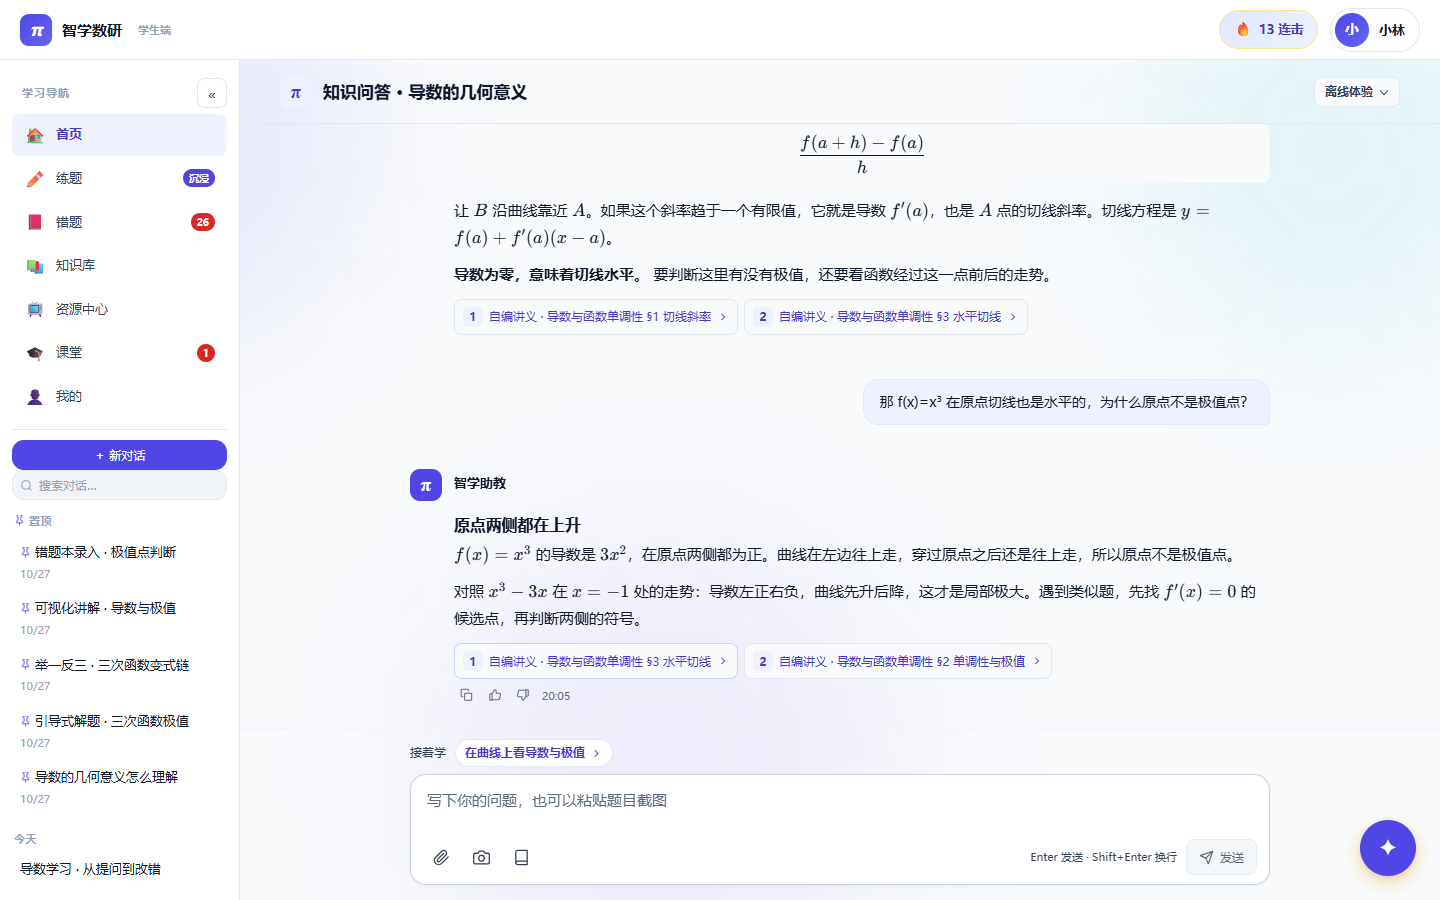 π 智学数研 学生端
13 连击
小 小林
学习导航 «
首页
练题 沉浸
错题 26
知识库
资源中心
课堂 1
我的
+ 新对话
搜索对话...
置顶
错题本录入 · 极值点判断
10/27
可视化讲解 · 导数与极值
10/27
举一反三 · 三次函数变式链
10/27
引导式解题 · 三次函数极值
10/27
导数的几何意义怎么理解
10/27
今天
导数学习 · 从提问到改错
π 知识问答 • 导数的几何意义
离线体验
f(a + h) − f(a)
h
让 B 沿曲线靠近 A。如果这个斜率趋于一个有限值，它就是导数 f′(a)，也是 A 点的切线斜率。切线方程是 y =
f(a) + f′(a)(x − a)。
导数为零，意味着切线水平。 要判断这里有没有极值，还要看函数经过这一点前后的走势。
1 自编讲义 · 导数与函数单调性 §1 切线斜率 ›
2 自编讲义 · 导数与函数单调性 §3 水平切线 ›
那 f(x)=x³ 在原点切线也是水平的，为什么原点不是极值点？
π 智学助教
原点两侧都在上升
f(x) = x³ 的导数是 3x²，在原点两侧都为正。曲线在左边往上走，穿过原点之后还是往上走，所以原点不是极值点。
对照 x³ − 3x 在 x = −1 处的走势：导数左正右负，曲线先升后降，这才是局部极大。遇到类似题，先找 f′(x) = 0 的
候选点，再判断两侧的符号。
1 自编讲义 · 导数与函数单调性 §3 水平切线 ›
2 自编讲义 · 导数与函数单调性 §2 单调性与极值 ›
20:05
接着学 在曲线上看导数与极值 ›
写下你的问题，也可以粘贴题目截图
Enter 发送 · Shift+Enter 换行 发送